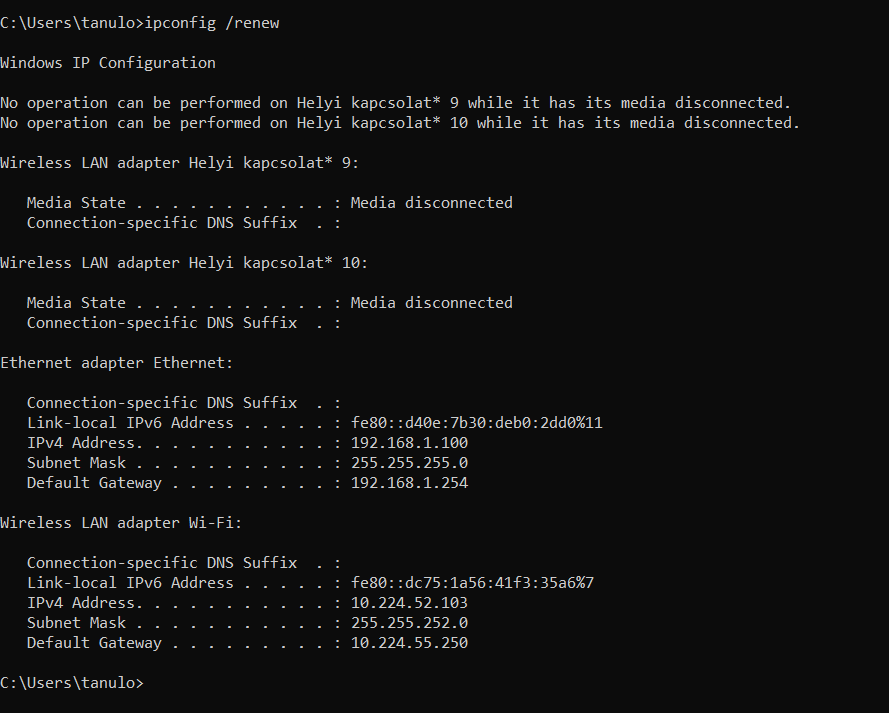 C:\Users\tanulo>ipconfig /renew
Windows IP Configuration
No operation can be performed on Helyi kapcsolat* 9 while it has its media disconnected.
No operation can be performed on Helyi kapcsolat* 10 while it has its media disconnected.
Wireless LAN adapter Helyi kapcsolat* 9:
   Media State . . . . . . . . . . . : Media disconnected
   Connection-specific DNS Suffix  . :
Wireless LAN adapter Helyi kapcsolat* 10:
   Media State . . . . . . . . . . . : Media disconnected
   Connection-specific DNS Suffix  . :
Ethernet adapter Ethernet:
   Connection-specific DNS Suffix  . :
   Link-local IPv6 Address . . . . . : fe80::d40e:7b30:deb0:2dd0%11
   IPv4 Address. . . . . . . . . . . : 192.168.1.100
   Subnet Mask . . . . . . . . . . . : 255.255.255.0
   Default Gateway . . . . . . . . . : 192.168.1.254
Wireless LAN adapter Wi-Fi:
   Connection-specific DNS Suffix  . :
   Link-local IPv6 Address . . . . . : fe80::dc75:1a56:41f3:35a6%7
   IPv4 Address. . . . . . . . . . . : 10.224.52.103
   Subnet Mask . . . . . . . . . . . : 255.255.252.0
   Default Gateway . . . . . . . . . : 10.224.55.250
C:\Users\tanulo>